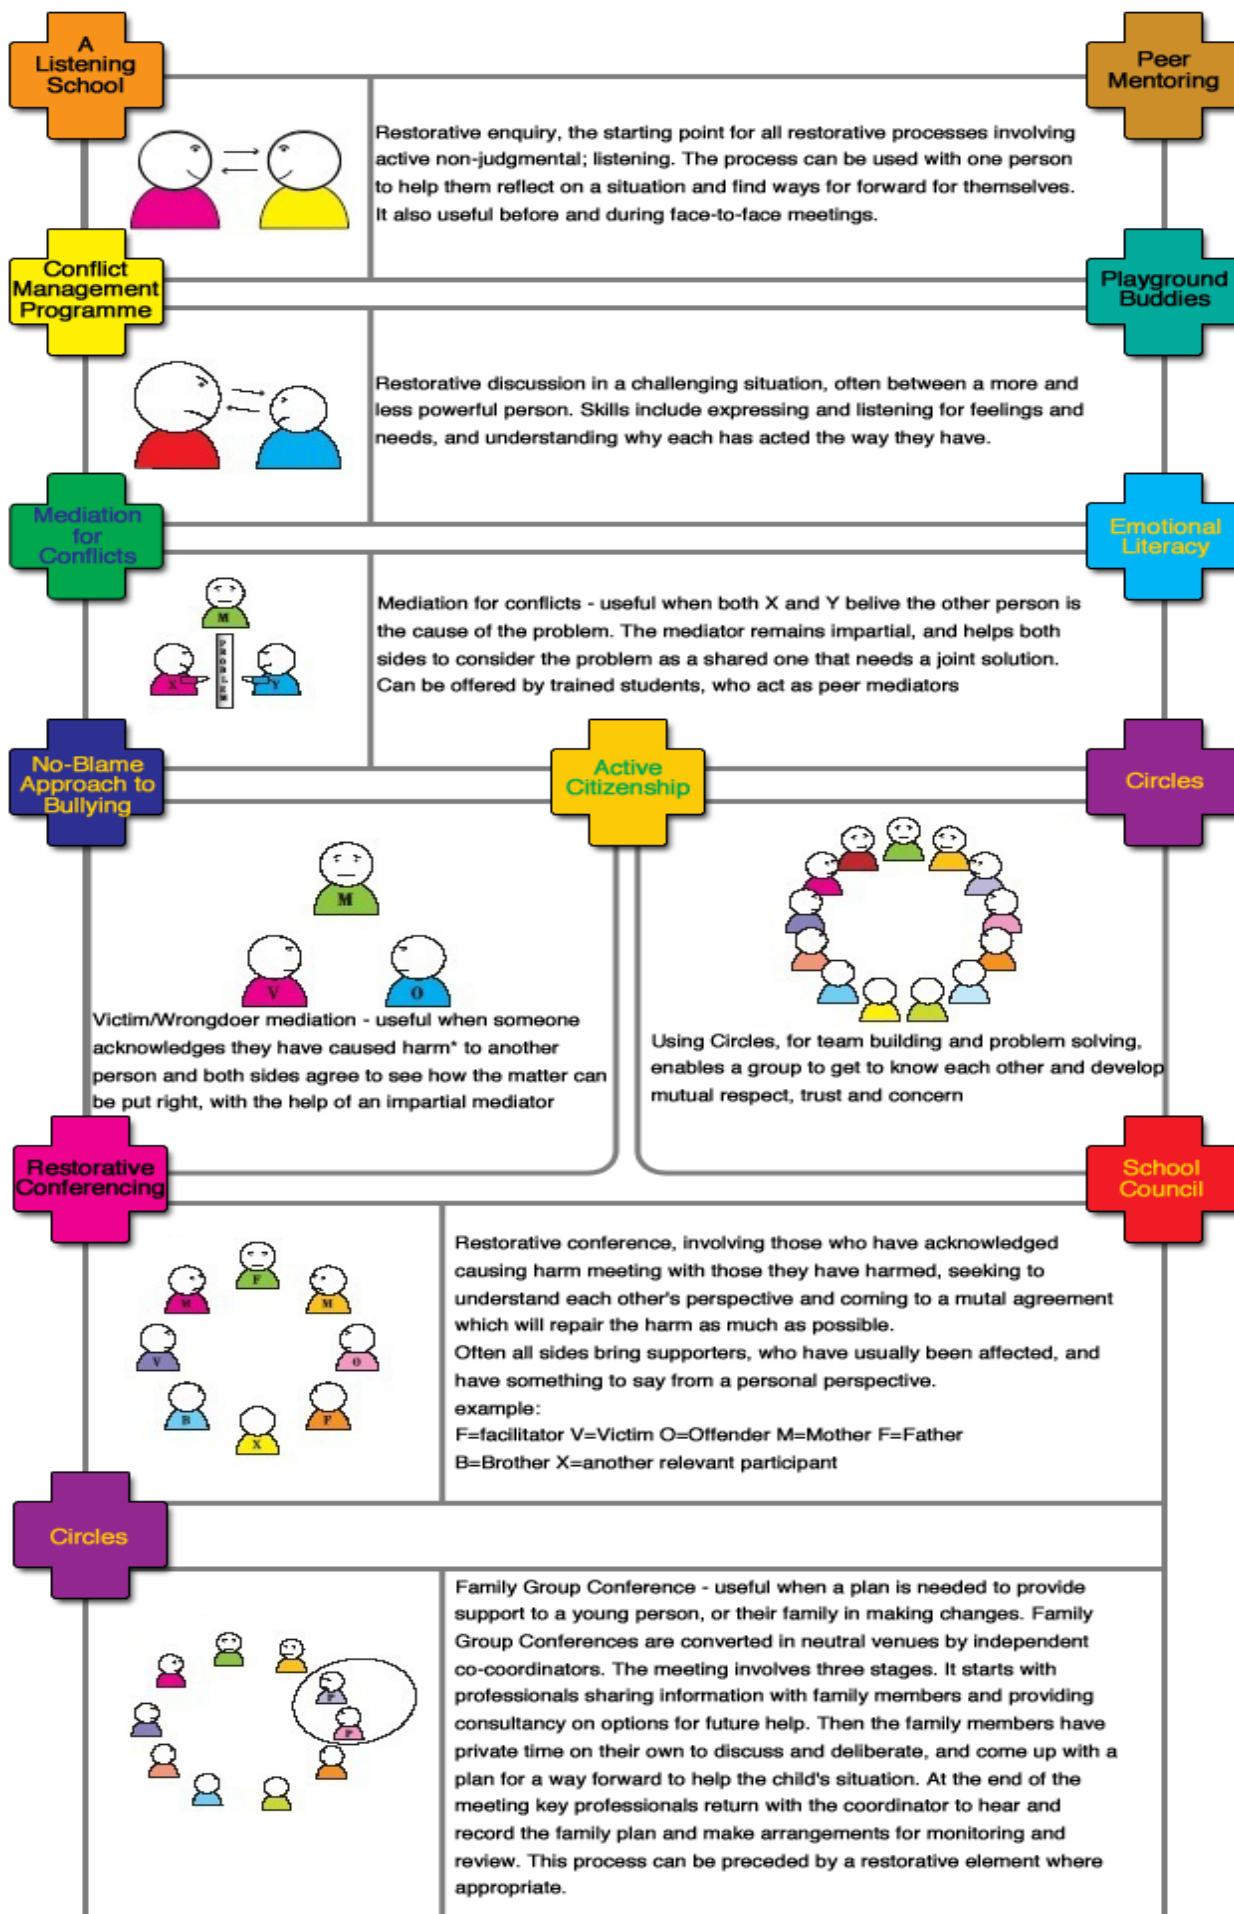 A
Listening
School
Peer
Mentoring
Restorative enquiry, the starting point for all restorative processes involving
active non-judgmental; listening. The process can be used with one person
to help them reflect on a situation and find ways for forward for themselves.
It also useful before and during face-to-face meetings.
Conflict
Management
Programme
Playground
Buddies
Restorative discussion in a challenging situation, often between a more and
less powerful person. Skills include expressing and listening for feelings and
needs, and understanding why each has acted the way they have.
Mediation
for
Conflicts
Emotional
Literacy
M
PROBLEM
X
Y
Mediation for conflicts - useful when both X and Y belive the other person is
the cause of the problem. The mediator remains impartial, and helps both
sides to consider the problem as a shared one that needs a joint solution.
Can be offered by trained students, who act as peer mediators
No-Blame
Approach to
Bullying
Active
Citizenship
Circles
M
V
O
Victim/Wrongdoer mediation - useful when someone
acknowledges they have caused harm* to another
person and both sides agree to see how the matter can
be put right, with the help of an impartial mediator
Using Circles, for team building and problem solving,
enables a group to get to know each other and develop
mutual respect, trust and concern
Restorative
Conferencing
School
Council
F
M
M
V
O
B
F
X
Restorative conference, involving those who have acknowledged
causing harm meeting with those they have harmed, seeking to
understand each other's perspective and coming to a mutal agreement
which will repair the harm as much as possible.
Often all sides bring supporters, who have usually been affected, and
have something to say from a personal perspective.
example:
F=facilitator V=Victim O=Offender M=Mother F=Father
B=Brother X=another relevant participant
Circles
P
P
Family Group Conference - useful when a plan is needed to provide
support to a young person, or their family in making changes. Family
Group Conferences are converted in neutral venues by independent
co-coordinators. The meeting involves three stages. It starts with
professionals sharing information with family members and providing
consultancy on options for future help. Then the family members have
private time on their own to discuss and deliberate, and come up with a
plan for a way forward to help the child's situation. At the end of the
meeting key professionals return with the coordinator to hear and
record the family plan and make arrangements for monitoring and
review. This process can be preceded by a restorative element where
appropriate.